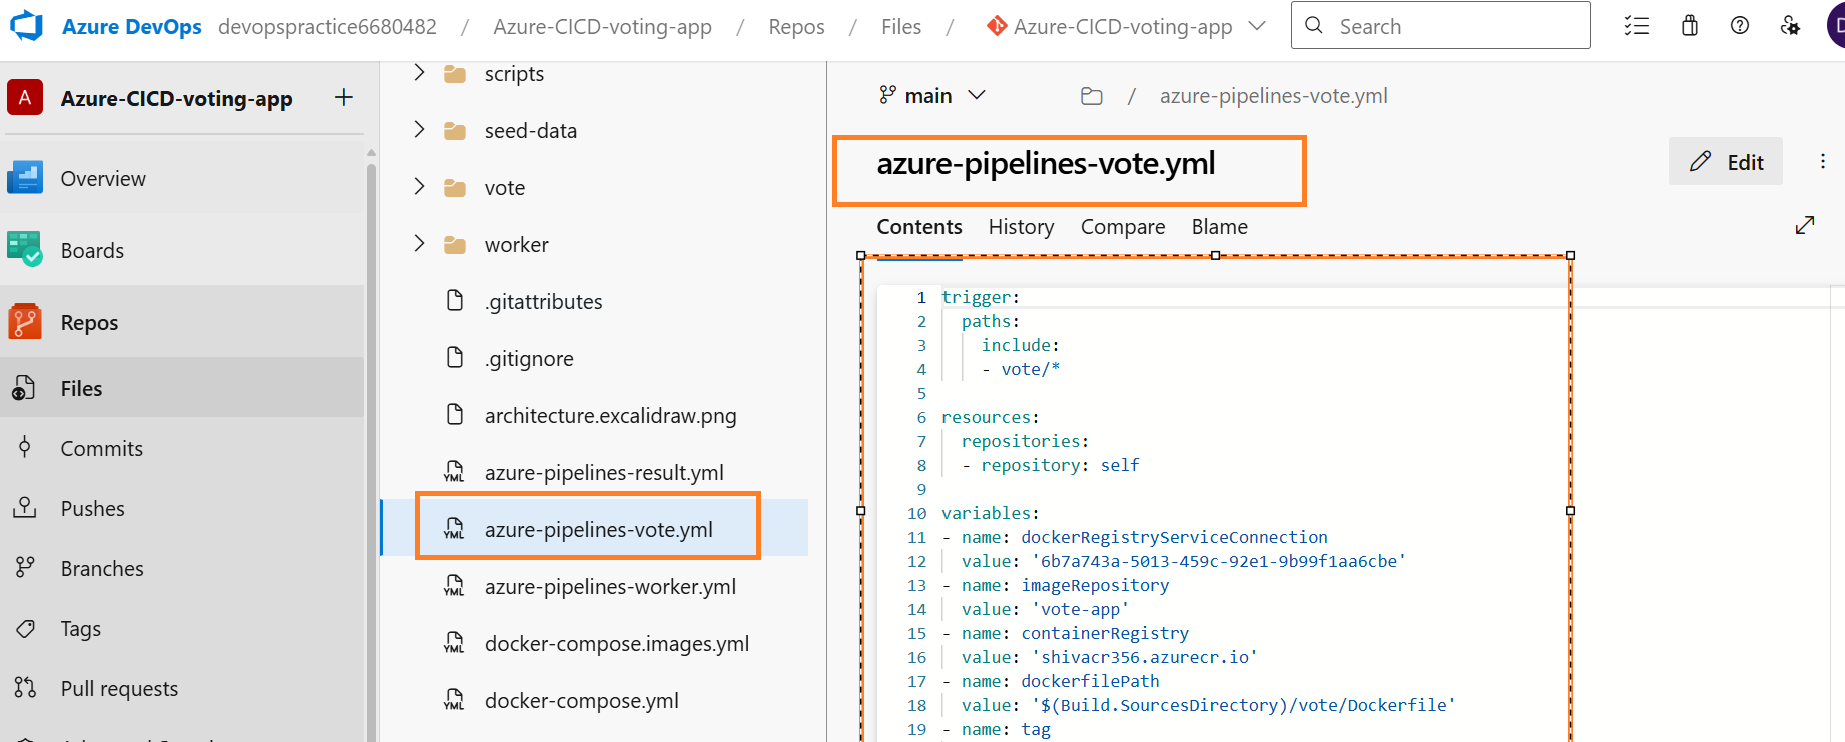 Azure DevOps devopspractice6680482 / Azure-CICD-voting-app / Repos / Files / Azure-CICD-voting-app Search
A Azure-CICD-voting-app +
Overview
Boards
Repos
Files
Commits
Pushes
Branches
Tags
Pull requests
scripts
seed-data
vote
worker
.gitattributes
.gitignore
architecture.excalidraw.png
YML azure-pipelines-result.yml
YML azure-pipelines-vote.yml
YML azure-pipelines-worker.yml
YML docker-compose.images.yml
YML docker-compose.yml
main / azure-pipelines-vote.yml
azure-pipelines-vote.yml
Edit
Contents History Compare Blame
1 trigger:
2   paths:
3     include:
4     - vote/*
5
6 resources:
7   repositories:
8   - repository: self
9
10 variables:
11 - name: dockerRegistryServiceConnection
12   value: '6b7a743a-5013-459c-92e1-9b99f1aa6cbe'
13 - name: imageRepository
14   value: 'vote-app'
15 - name: containerRegistry
16   value: 'shivacr356.azurecr.io'
17 - name: dockerfilePath
18   value: '$(Build.SourcesDirectory)/vote/Dockerfile'
19 - name: tag